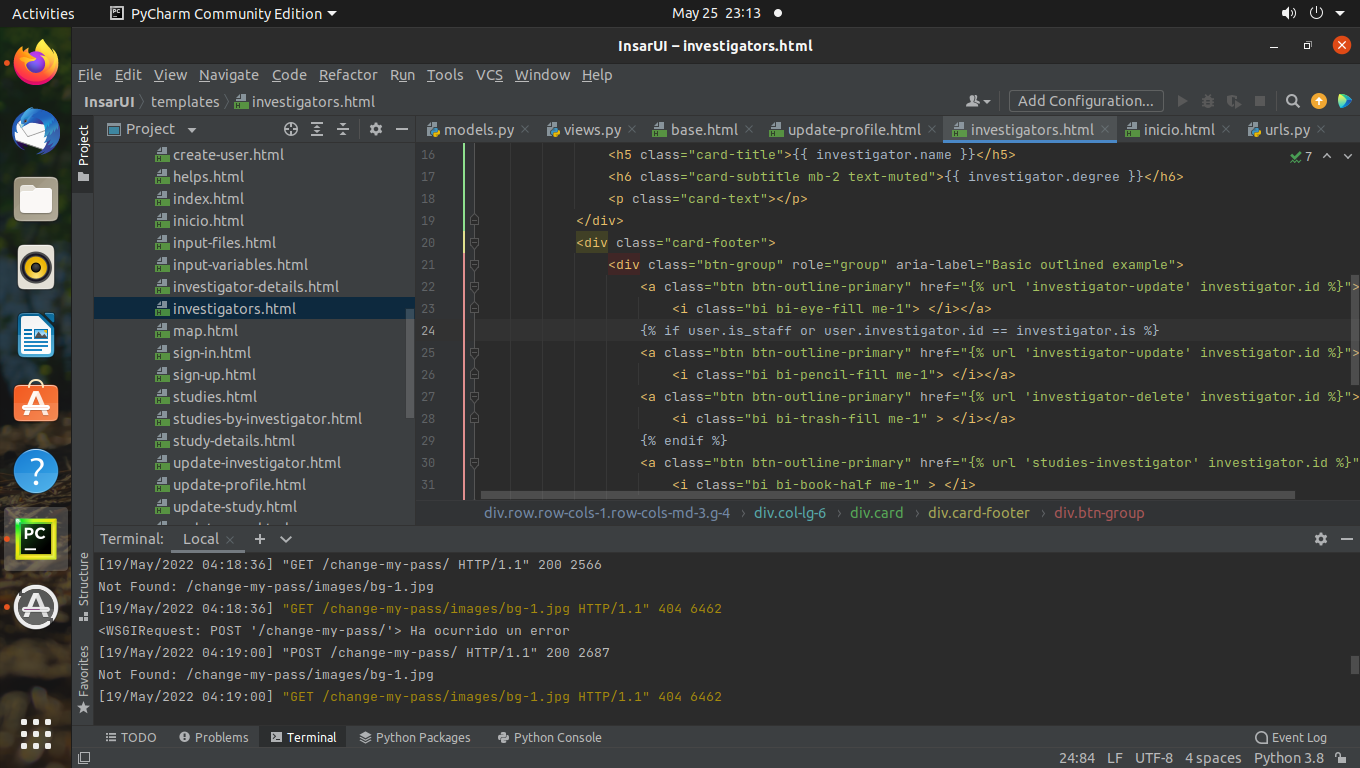 Activities PyCharm Community Edition May 25 23:13
InsarUI – investigators.html
File Edit View Navigate Code Refactor Run Tools VCS Window Help
InsarUI templates investigators.html Add Configuration...
Project
Project
models.py views.py base.html update-profile.html investigators.html inicio.html urls.py
create-user.html
helps.html
index.html
inicio.html
input-files.html
input-variables.html
investigator-details.html
investigators.html
map.html
sign-in.html
sign-up.html
studies.html
studies-by-investigator.html
study-details.html
update-investigator.html
update-profile.html
update-study.html
7
16 <h5 class="card-title">{{ investigator.name }}</h5>
17 <h6 class="card-subtitle mb-2 text-muted">{{ investigator.degree }}</h6>
18 <p class="card-text"></p>
19 </div>
20 <div class="card-footer">
21 <div class="btn-group" role="group" aria-label="Basic outlined example">
22 <a class="btn btn-outline-primary" href="{% url 'investigator-update' investigator.id %}">
23 <i class="bi bi-eye-fill me-1"> </i></a>
24 {% if user.is_staff or user.investigator.id == investigator.is %}
25 <a class="btn btn-outline-primary" href="{% url 'investigator-update' investigator.id %}">
26 <i class="bi bi-pencil-fill me-1"> </i></a>
27 <a class="btn btn-outline-primary" href="{% url 'investigator-delete' investigator.id %}">
28 <i class="bi bi-trash-fill me-1" > </i></a>
29 {% endif %}
30 <a class="btn btn-outline-primary" href="{% url 'studies-investigator' investigator.id %}"
31 <i class="bi bi-book-half me-1" > </i>
div.row.row-cols-1.row-cols-md-3.g-4 div.col-lg-6 div.card div.card-footer div.btn-group
Terminal: Local
Structure
Favorites
[19/May/2022 04:18:36] "GET /change-my-pass/ HTTP/1.1" 200 2566
Not Found: /change-my-pass/images/bg-1.jpg
[19/May/2022 04:18:36] "GET /change-my-pass/images/bg-1.jpg HTTP/1.1" 404 6462
<WSGIRequest: POST '/change-my-pass/'> Ha ocurrido un error
[19/May/2022 04:19:00] "POST /change-my-pass/ HTTP/1.1" 200 2687
Not Found: /change-my-pass/images/bg-1.jpg
[19/May/2022 04:19:00] "GET /change-my-pass/images/bg-1.jpg HTTP/1.1" 404 6462
TODO Problems Terminal Python Packages Python Console Event Log
24:84 LF UTF-8 4 spaces Python 3.8